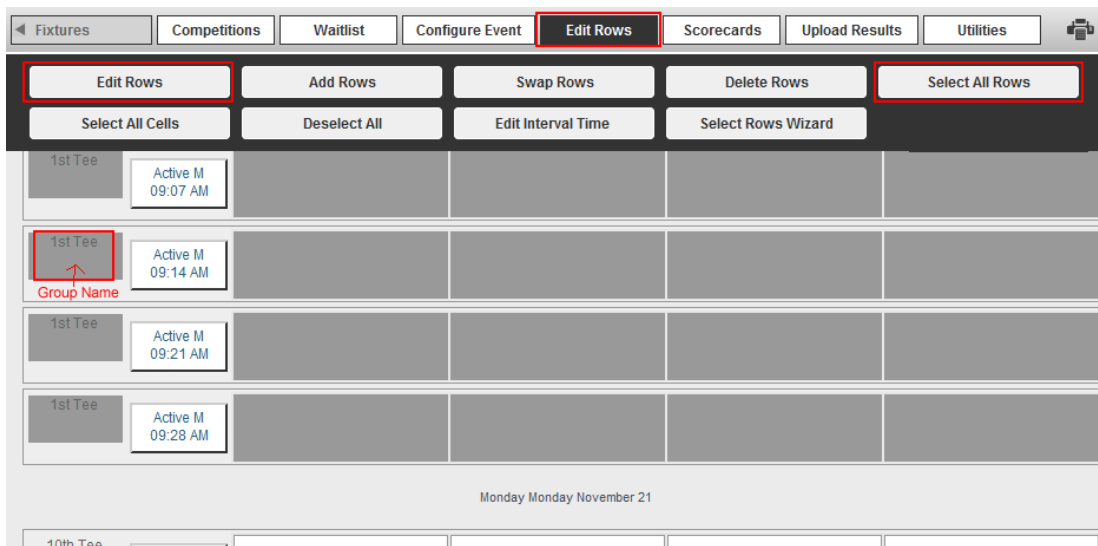 Fixtures Competitions Waitlist Configure Event Edit Rows Scorecards Upload Results Utilities
Edit Rows Add Rows Swap Rows Delete Rows Select All Rows
Select All Cells Deselect All Edit Interval Time Select Rows Wizard
1st Tee
Active M
09:07 AM
1st Tee
Active M
09:14 AM
Group Name
1st Tee
Active M
09:21 AM
1st Tee
Active M
09:28 AM
Monday Monday November 21
10th Tee